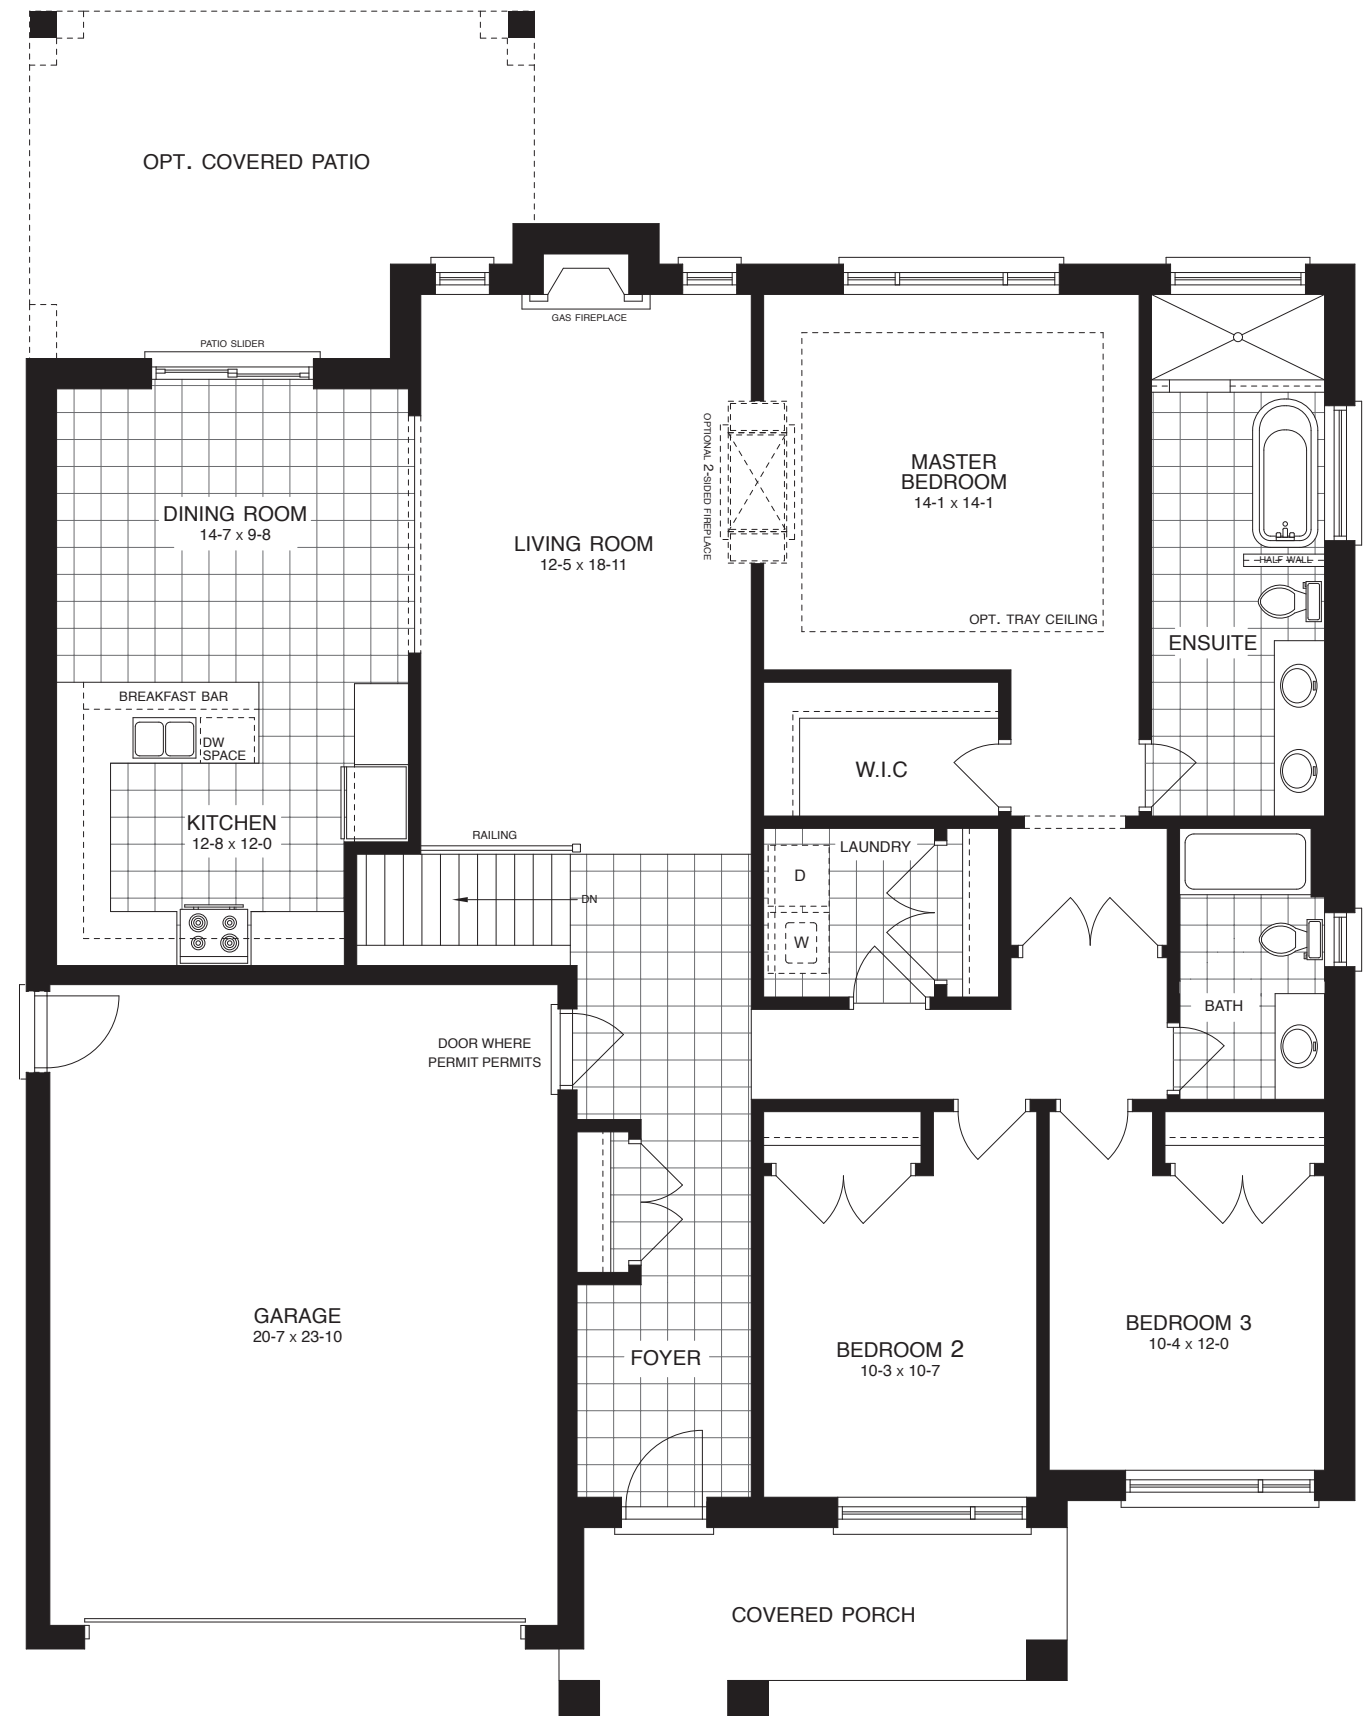 OPT. COVERED PATIO
GAS FIREPLACE
PATIO SLIDER
OPTIONAL 2-SIDED FIREPLACE
MASTER
BEDROOM
14-1 x 14-1
DINING ROOM
14-7 x 9-8
LIVING ROOM
12-5 x 18-11
HALF WALL
OPT. TRAY CEILING
ENSUITE
BREAKFAST BAR
DW
SPACE
W.I.C
KITCHEN
12-8 x 12-0
RAILING
LAUNDRY
D
DN
W
BATH
DOOR WHERE
PERMIT PERMITS
GARAGE
20-7 x 23-10
FOYER
BEDROOM 2
10-3 x 10-7
BEDROOM 3
10-4 x 12-0
COVERED PORCH